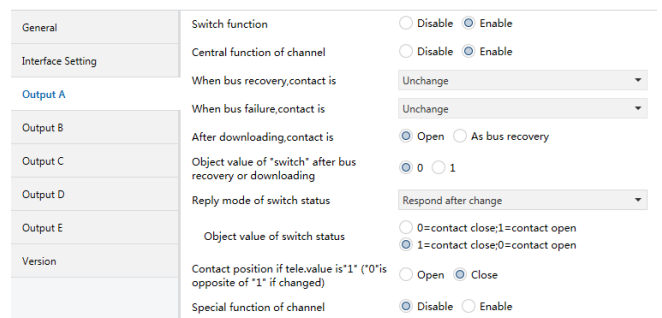 General
Interface Setting
Output A
Output B
Output C
Output D
Output E
Version
Switch function
Disable Enable
Central function of channel
Disable Enable
When bus recovery,contact is
Unchange
When bus failure,contact is
Unchange
After downloading,contact is
Open As bus recovery
Object value of "switch" after bus
recovery or downloading
0 1
Reply mode of switch status
Respond after change
Object value of switch status
0=contact close;1=contact open
1=contact close;0=contact open
Contact position if tele.value is"1" ("0"is
opposite of "1" if changed)
Open Close
Special function of channel
Disable Enable